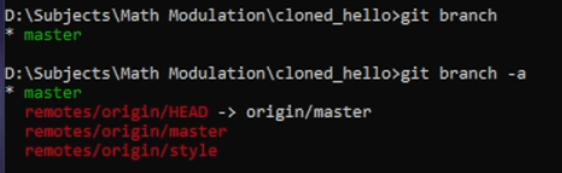 D:\Subjects\Math Modulation\cloned_hello>git branch
* master
D:\Subjects\Math Modulation\cloned_hello>git branch -a
* master
remotes/origin/HEAD -> origin/master
remotes/origin/master
remotes/origin/style